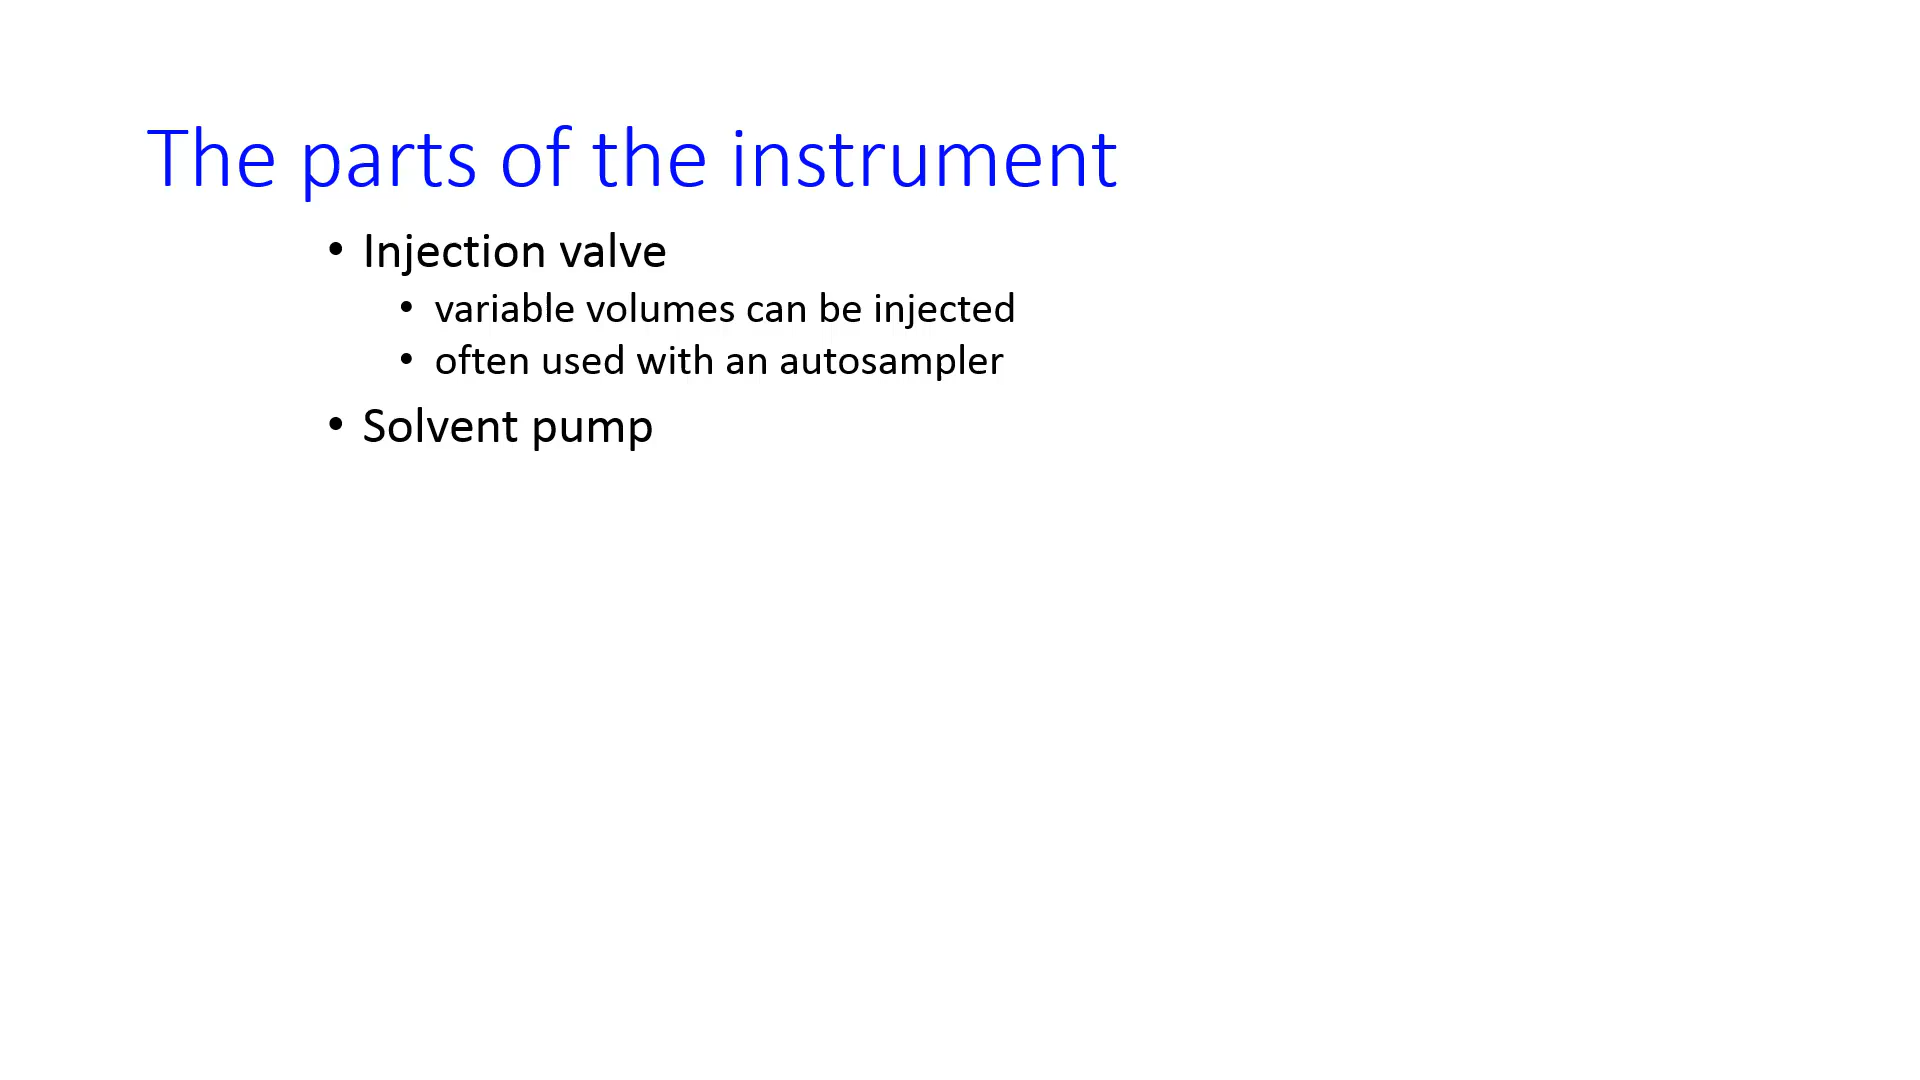 The parts of the instrument
• Injection valve
• variable volumes can be injected
• often used with an autosampler
• Solvent pump